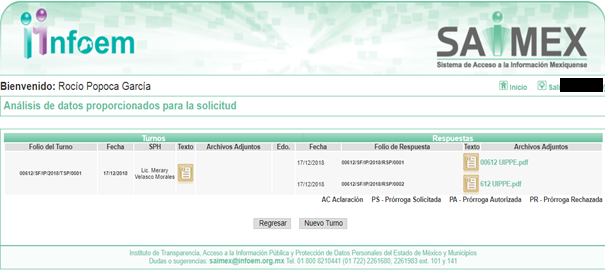 infoem
SAIMEX
Sistema de Acceso a la Información Mexiquense
Bienvenido: Rocío Popoca García
Inicio
Análisis de datos proporcionados para la solicitud
Turnos Respuestas
Folio del Turno Fecha SPH Texto Archivos Adjuntos Edo. Fecha Folio de Respuesta Texto Archivos Adjuntos
00612/SF/IP/2018/TSP/0001 17/12/2018 Lic. Merary Velasco Morales
17/12/2018 00612/SF/IP/2018/RSP/0001 00612 UIPPE.pdf
17/12/2018 00612/SF/IP/2018/RSP/0002 612 UIPPE.pdf
AC Aclaración PS - Prórroga Solicitada PA - Prórroga Autorizada PR - Prórroga Rechazada
Regresar Nuevo Turno
Instituto de Transparencia, Acceso a la Información Pública y Protección de Datos Personales del Estado de México y Municipios
Dudas o sugerencias: saimex@infoem.org.mx Tel. 01 800 8210441 (01 722) 2261980, 2261983 ext. 101 y 141